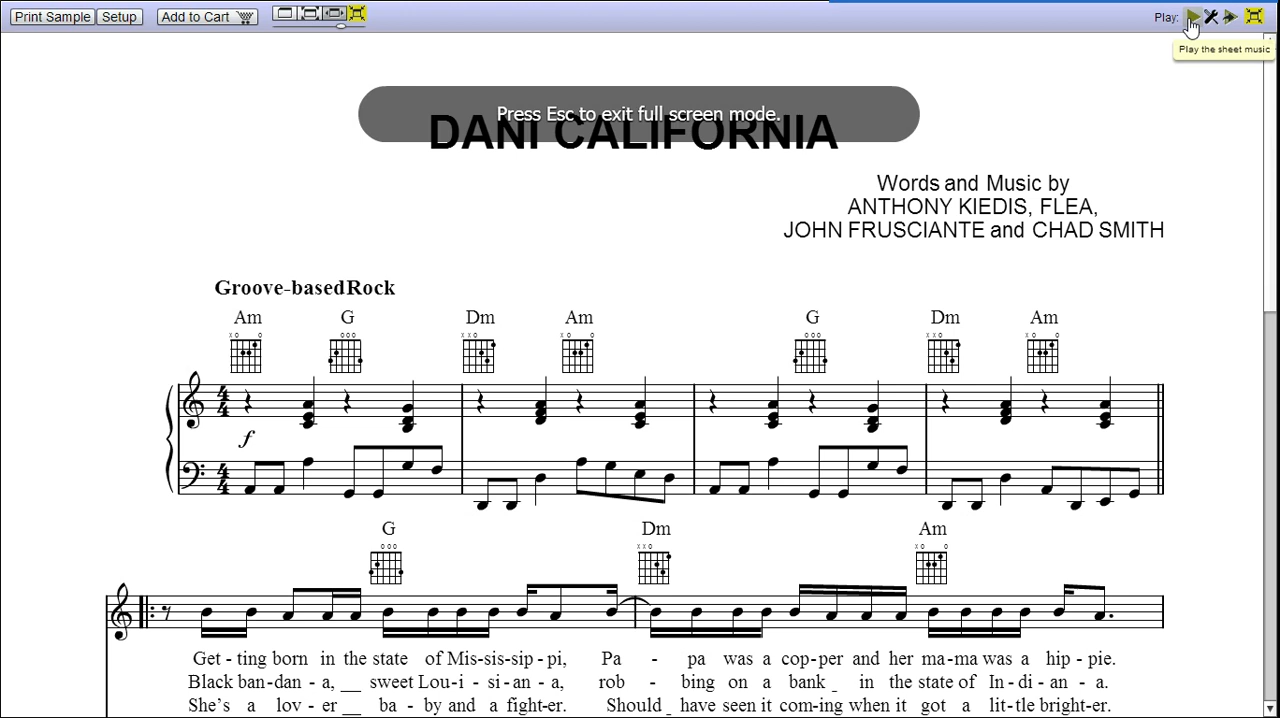 Print Sample Setup Add to Cart Play:
Play the sheet music
Press Esc to exit full screen mode.
DANI CALIFORNIA
Words and Music by
ANTHONY KIEDIS, FLEA,
JOHN FRUSCIANTE and CHAD SMITH
Groove-based Rock
Am G Dm Am G Dm Am
f
G Dm Am
Get - ting born in the state of Mis-sis-sip - pi, Pa - pa was a cop-per and her ma-ma was a hip - pie.
Black ban-dan - a, __ sweet Lou-i - si-an - a, rob - bing on a bank _ in the state of In-di-an - a.
She's a lov-er __ ba - by and a fight-er. Should _ have seen it com-ing when it got a lit-tle bright-er.